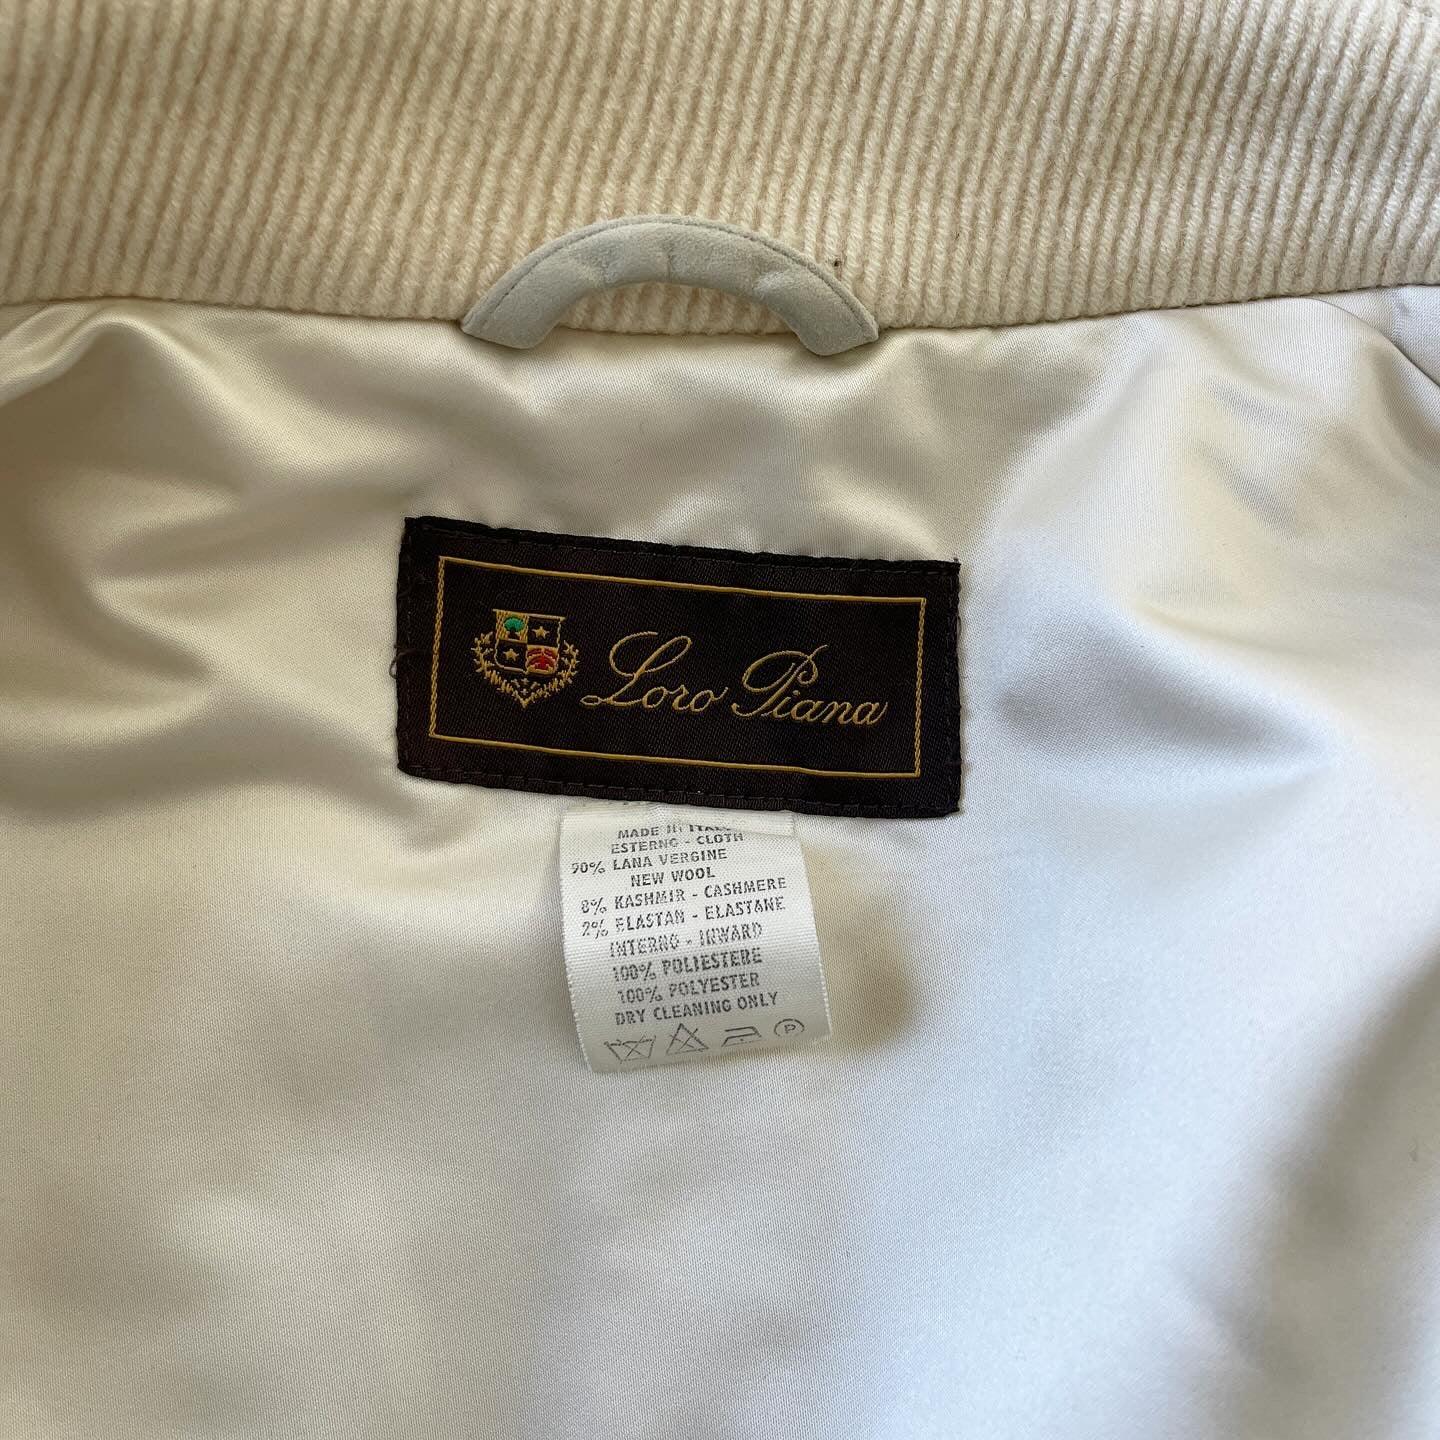 Loro Piana
MADE IN ITALY
ESTERNO - CLOTH
90% LANA VERGINE
NEW WOOL
8% KASHMIR - CASHMERE
2% ELASTAN - ELASTANE
INTERNO - INWARD
100% POLIESTERE
100% POLYESTER
DRY CLEANING ONLY
P